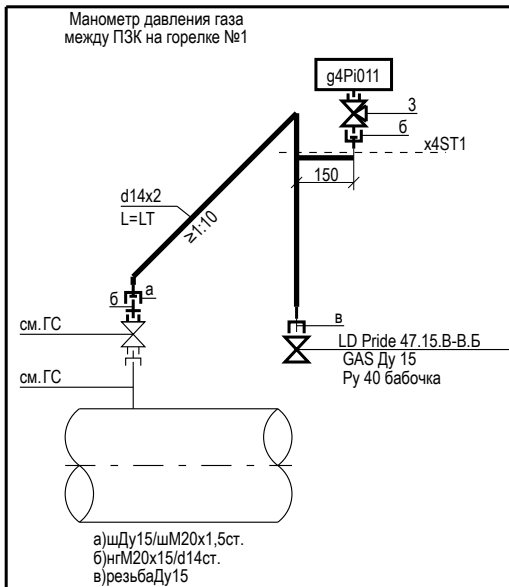 Манометр давления газа
между ПЗК на горелке №1
g4Pi011
3
б
x4ST1
150
d14x2
L=LT
≥1:10
а
б
в
см.ГС
LD Pride 47.15.В-В.Б
GAS Ду 15
Ру 40 бабочка
см.ГС
а)шДу15/шМ20х1,5ст.
б)нгМ20х15/d14ст.
в)резьбаДу15